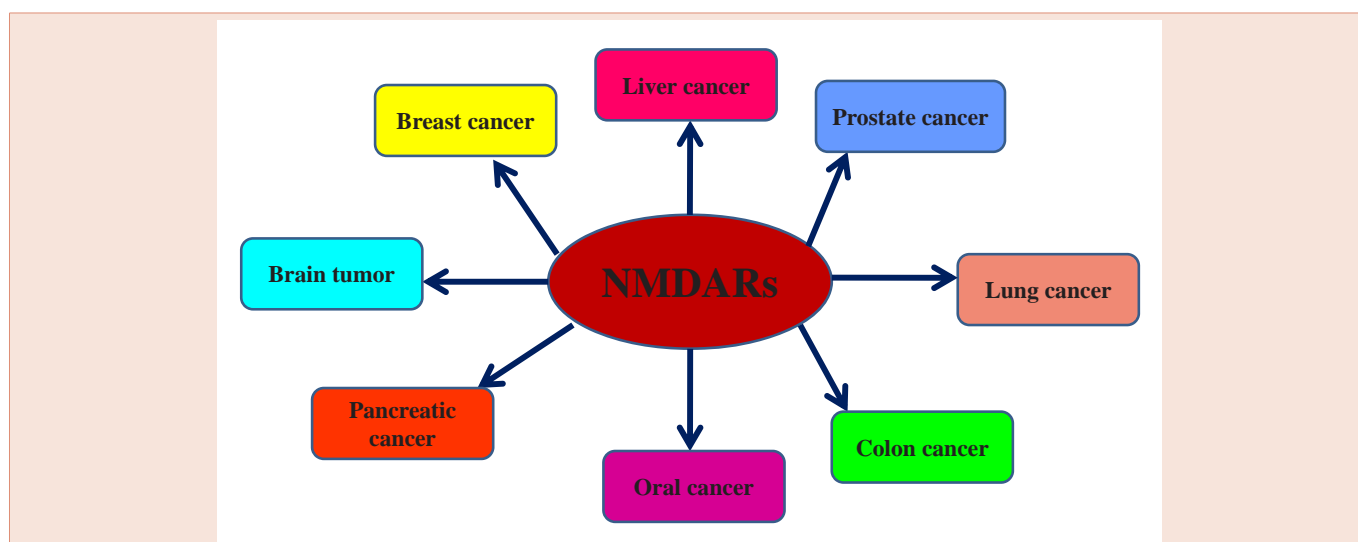 Liver cancer
Breast cancer
Prostate cancer
Brain tumor
NMDARs
Lung cancer
Pancreatic
cancer
Colon cancer
Oral cancer